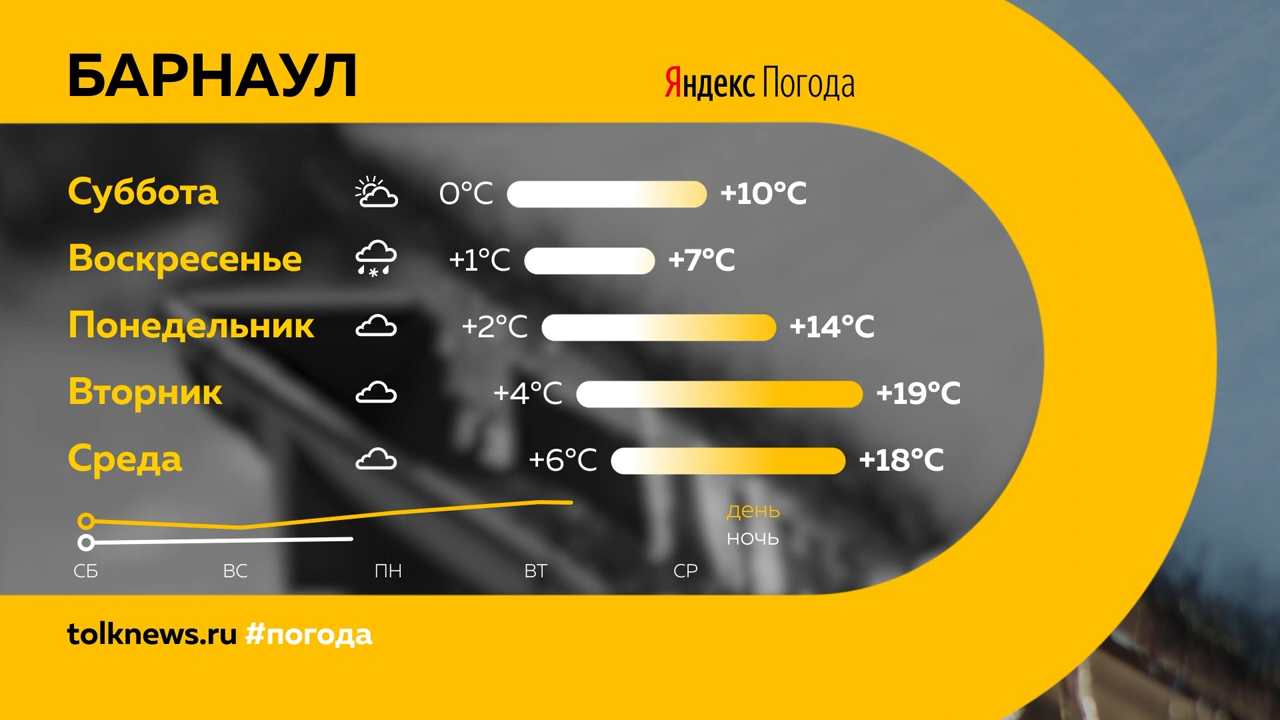 БАРНАУЛ
Яндекс Погода
Суббота 0°C +10°C
Воскресенье +1°C +7°C
Понедельник +2°C +14°C
Вторник +4°C +19°C
Среда +6°C +18°C
день
ночь
СБ ВС ПН ВТ СР
tolknews.ru #погода